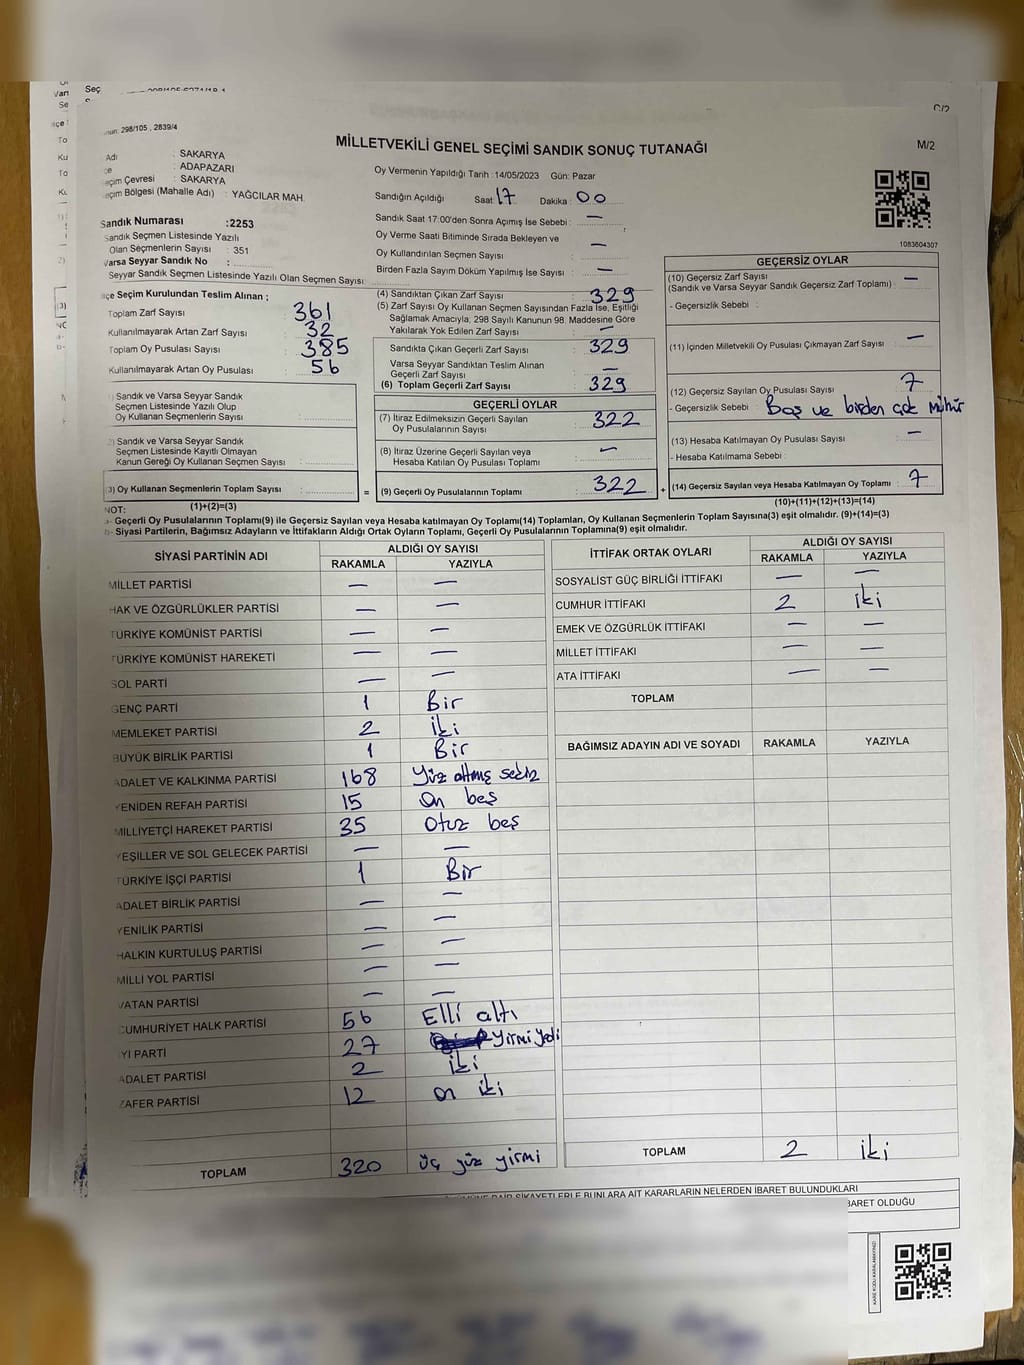 Seç
Var
Se
C/2
298/105 , 2839/4
M/2
MİLLETVEKİLİ GENEL SEÇİMİ SANDIK SONUÇ TUTANAĞI
Adı : SAKARYA
: ADAPAZARI
eçim Çevresi : SAKARYA
eçim Bölgesi (Mahalle Adı) : YAĞCILAR MAH.
Sandık Numarası :2253
Sandık Seçmen Listesinde Yazılı
Olan Seçmenlerin Sayısı : 351
Varsa Seyyar Sandık No :
Seyyar Sandık Seçmen Listesinde Yazılı Olan Seçmen Sayısı:
Oy Vermenin Yapıldığı Tarih :14/05/2023 Gün: Pazar
Sandığın Açıldığı Saat: 17 Dakika: 00
Sandık Saat 17:00'den Sonra Açımış İse Sebebi : —
Oy Verme Saati Bitiminde Sırada Bekleyen ve
Oy Kullandırılan Seçmen Sayısı : —
Birden Fazla Sayım Döküm Yapılmış İse Sayısı : —
1083604307
lçe Seçim Kurulundan Teslim Alınan ;
Toplam Zarf Sayısı : 361
Kullanılmayarak Artan Zarf Sayısı : 32
Toplam Oy Pusulası Sayısı : 385
Kullanılmayarak Artan Oy Pusulası : 56
(4) Sandıktan Çıkan Zarf Sayısı : 329
(5) Zarf Sayısı Oy Kullanan Seçmen Sayısından Fazla İse, Eşitliği
Sağlamak Amacıyla, 298 Sayılı Kanunun 98. Maddesine Göre
Yakılarak Yok Edilen Zarf Sayısı : —
Sandıkta Çıkan Geçerli Zarf Sayısı : 329
Varsa Seyyar Sandıktan Teslim Alınan
Geçerli Zarf Sayısı : —
(6) Toplam Geçerli Zarf Sayısı : 329
GEÇERSİZ OYLAR
(10) Geçersiz Zarf Sayısı : —
(Sandık ve Varsa Seyyar Sandık Geçersiz Zarf Toplamı)
- Geçersizlik Sebebi :
(11) İçinden Milletvekili Oy Pusulası Çıkmayan Zarf Sayısı : —
(12) Geçersiz Sayılan Oy Pusulası Sayısı : 7
- Geçersizlik Sebebi : Boş ve birden çok mühür
(13) Hesaba Katılmayan Oy Pusulası Sayısı : —
- Hesaba Katılmama Sebebi :
(14) Geçersiz Sayılan veya Hesaba Katılmayan Oy Toplamı : 7
(10)+(11)+(12)+(13)=(14)
Sandık ve Varsa Seyyar Sandık
Seçmen Listesinde Yazılı Olup
Oy Kullanan Seçmenlerin Sayısı :
Sandık ve Varsa Seyyar Sandık
Seçmen Listesinde Kayıtlı Olmayan
Kanun Gereği Oy Kullanan Seçmen Sayısı :
3) Oy Kullanan Seçmenlerin Toplam Sayısı :
(1)+(2)=(3)
GEÇERLİ OYLAR
(7) İtiraz Edilmeksizin Geçerli Sayılan
Oy Pusulalarının Sayısı : 322
(8) İtiraz Üzerine Geçerli Sayılan veya
Hesaba Katılan Oy Pusulası Toplamı : —
= (9) Geçerli Oy Pusulalarının Toplamı : 322 +
NOT:
a- Geçerli Oy Pusulalarının Toplamı(9) ile Geçersiz Sayılan veya Hesaba katılmayan Oy Toplamı(14) Toplamları, Oy Kullanan Seçmenlerin Toplam Sayısına(3) eşit olmalıdır. (9)+(14)=(3)
b- Siyasi Partilerin, Bağımsız Adayların ve İttifakların Aldığı Ortak Oyların Toplamı, Geçerli Oy Pusulalarının Toplamına(9) eşit olmalıdır.
SİYASİ PARTİNİN ADI ALDIĞI OY SAYISI
RAKAMLA YAZIYLA
MİLLET PARTİSİ — —
HAK VE ÖZGÜRLÜKLER PARTİSİ — —
TÜRKİYE KOMÜNİST PARTİSİ — —
TÜRKİYE KOMÜNİST HAREKETİ — —
SOL PARTİ — —
GENÇ PARTİ 1 Bir
MEMLEKET PARTİSİ 2 iki
BÜYÜK BİRLİK PARTİSİ 1 Bir
ADALET VE KALKINMA PARTİSİ 168 Yüz altmış sekiz
YENİDEN REFAH PARTİSİ 15 On beş
MİLLİYETÇİ HAREKET PARTİSİ 35 Otuz beş
YEŞİLLER VE SOL GELECEK PARTİSİ — —
TÜRKİYE İŞÇİ PARTİSİ 1 Bir
ADALET BİRLİK PARTİSİ — —
YENİLİK PARTİSİ — —
HALKIN KURTULUŞ PARTİSİ — —
MİLLİ YOL PARTİSİ — —
VATAN PARTİSİ — —
CUMHURİYET HALK PARTİSİ 56 Elli altı
İYİ PARTİ 27 Yirmi yedi
ADALET PARTİSİ 2 iki
ZAFER PARTİSİ 12 on iki
TOPLAM 320 üç yüz yirmi
İTTİFAK ORTAK OYLARI ALDIĞI OY SAYISI
RAKAMLA YAZIYLA
SOSYALİST GÜÇ BİRLİĞİ İTTİFAKI — —
CUMHUR İTTİFAKI 2 iki
EMEK VE ÖZGÜRLÜK İTTİFAKI — —
MİLLET İTTİFAKI — —
ATA İTTİFAKI — —
TOPLAM
BAĞIMSIZ ADAYIN ADI VE SOYADI RAKAMLA YAZIYLA
TOPLAM 2 iki
ŞİKAYETLERLE BUNLARA AİT KARARLARIN NELERDEN İBARET BULUNDUKLARI
İBARET OLDUĞU
KARE KODU KARALAMAYINIZ!